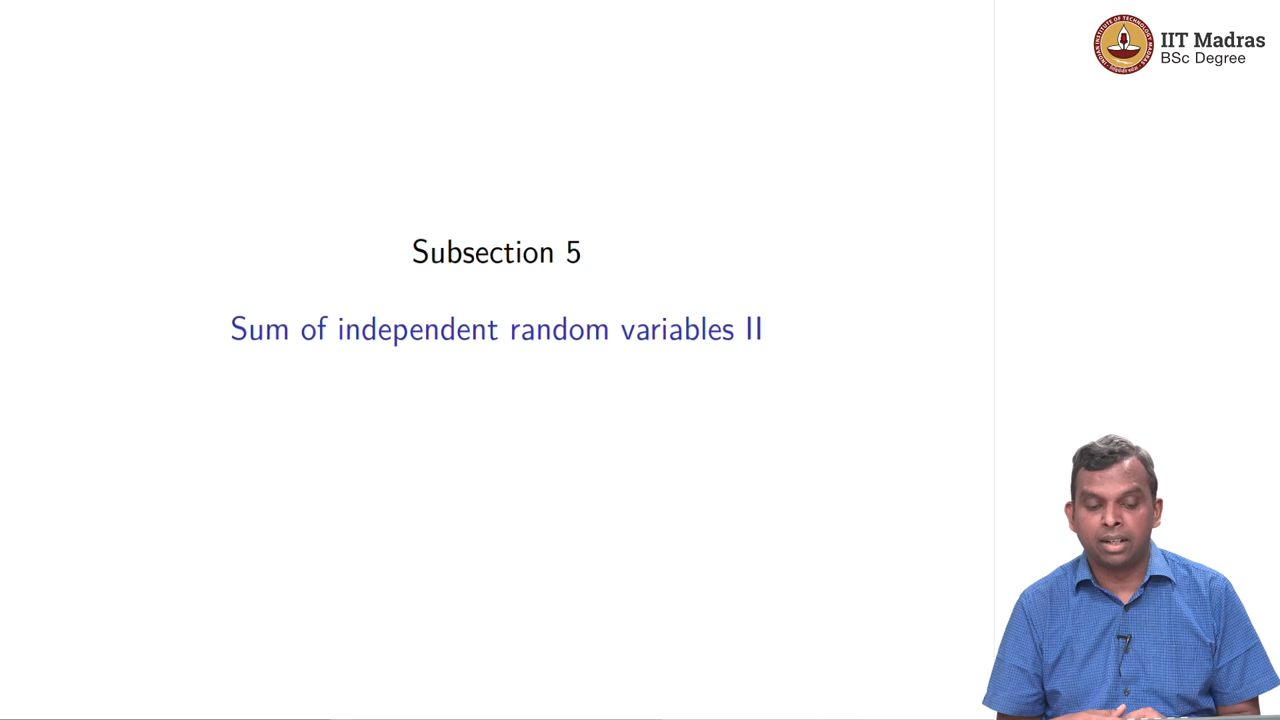 IIT Madras
BSc Degree
Subsection 5
Sum of independent random variables II